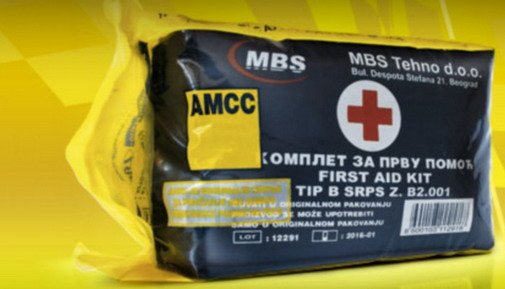 MBS
MBS Tehno d.o.o.
Bul. Despota Stefana 21, Beograd
АМСС
КОМПЛЕТ ЗА ПРВУ ПОМОЋ
FIRST AID KIT
TIP B SRPS Z. B2.001
ČUVATI U ORIGINALNOM PAKOVANJU
PROIZVOD SE MOŽE UPOTREBITI
SAMO U ORIGINALNOM PAKOVANJU
LOT : 12291 : 2016-01